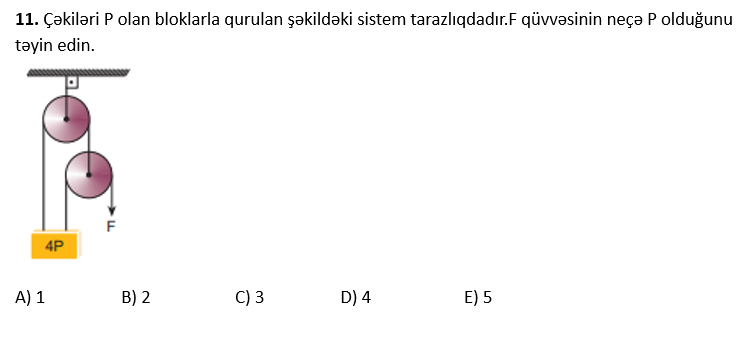 11. Çəkiləri P olan bloklarla qurulan şəkildəki sistem tarazlıqdadır.F qüvvəsinin neçə P olduğunu
təyin edin.
F
4P
A) 1 B) 2 C) 3 D) 4 E) 5